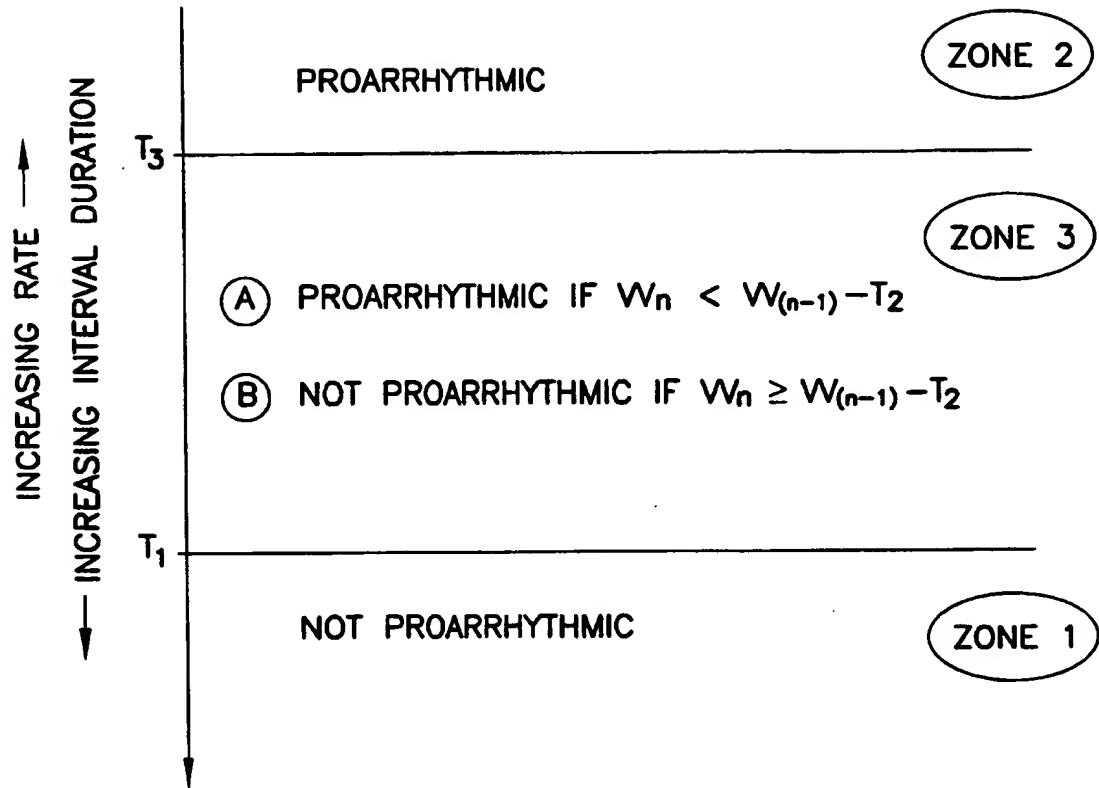 ZONE 2
PROARRHYTHMIC
T3
ZONE 3
A PROARRHYTHMIC IF Wn < W(n-1)-T2
B NOT PROARRHYTHMIC IF Wn ≥ W(n-1)-T2
T1
NOT PROARRHYTHMIC
ZONE 1
INCREASING RATE →
← INCREASING INTERVAL DURATION